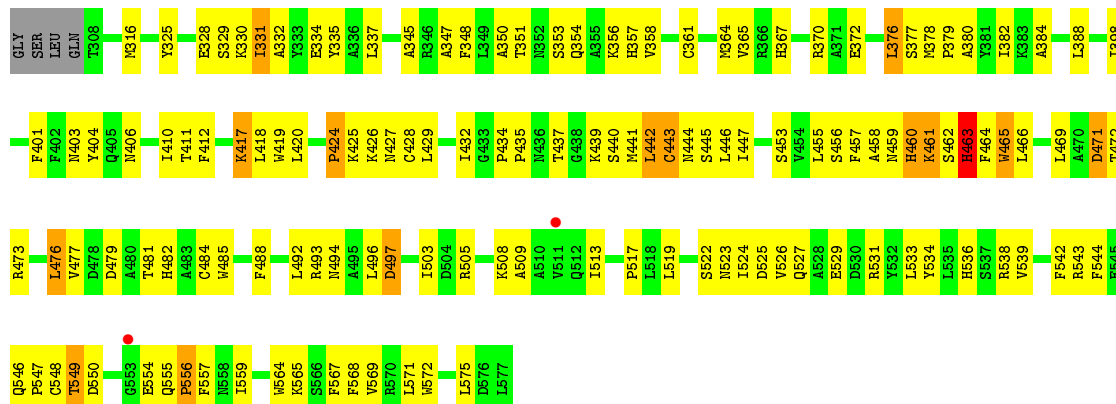 GLY SER LEU GLN T308 M316 Y325 E328 S329 K330 I331 A332 Y333 E334 Y335 A336 L337 A345 R346 A347 F348 L349 A350 T351 N352 S353 Q354 A355 K356 H357 V358 C361 M364 V365 R366 H367 R370 A371 E372 L376 S377 M378 P379 A380 Y381 I382 K383 A384 L388
F401 F402 N403 Y404 Q405 N406 I410 T411 F412 K417 L418 W419 L420 P424 K425 K426 N427 C428 L429 I432 G433 P434 P435 N436 T437 G438 K439 S440 M441 L442 C443 N444 S445 L446 I447 S453 V454 L455 S456 F457 A458 N459 H460 K461 S462 H463 F464 W465 L466 L469 A470 D471 T472
R473 L476 V477 D478 D479 A480 T481 H482 A483 C484 W485 F488 L492 R493 N494 A495 L496 D497 I503 D504 R505 K508 A509 A510 V511 Q512 I513 P517 L518 L519 S522 N523 I524 D525 V526 Q527 A528 E529 D530 R531 Y532 L533 Y534 L535 H536 S537 R538 V539 F542 R543 F544
Q546 P547 C548 T549 D550 G553 E554 Q555 P556 F557 N558 I559 W564 K565 S566 F567 F568 V569 R570 L571 W572 L575 D576 L577